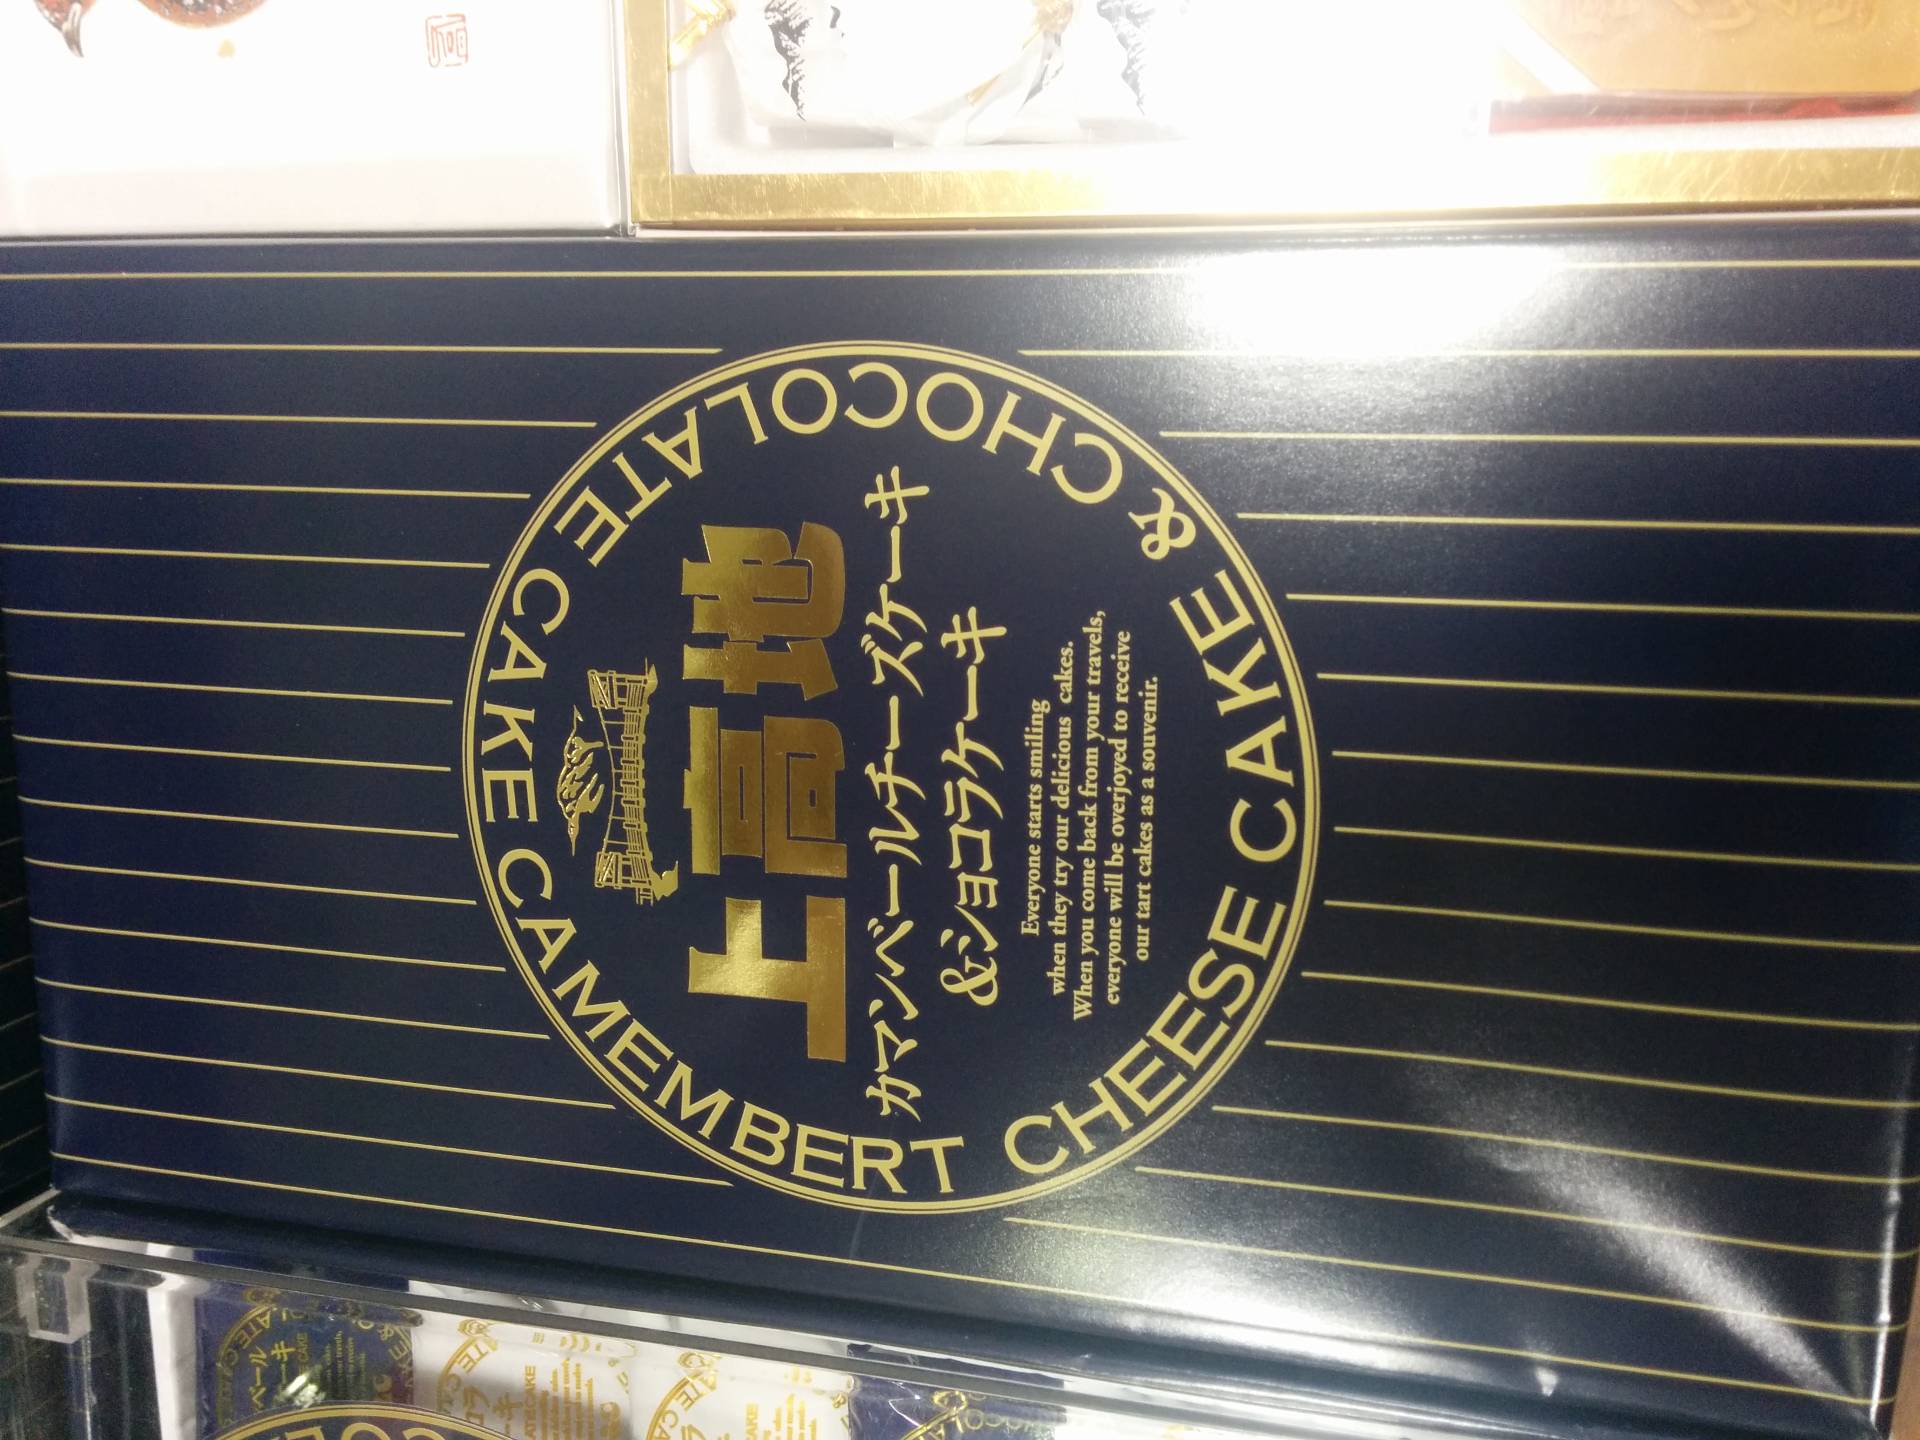 CAMEMBERT CHEESE CAKE & CHOCOLATE CAKE
上高地
カマンベールチーズケーキ
&ショコラケーキ
Everyone starts smiling
when they try our delicious cakes.
When you come back from your travels,
everyone will be overjoyed to receive
our tart cakes as a souvenir.